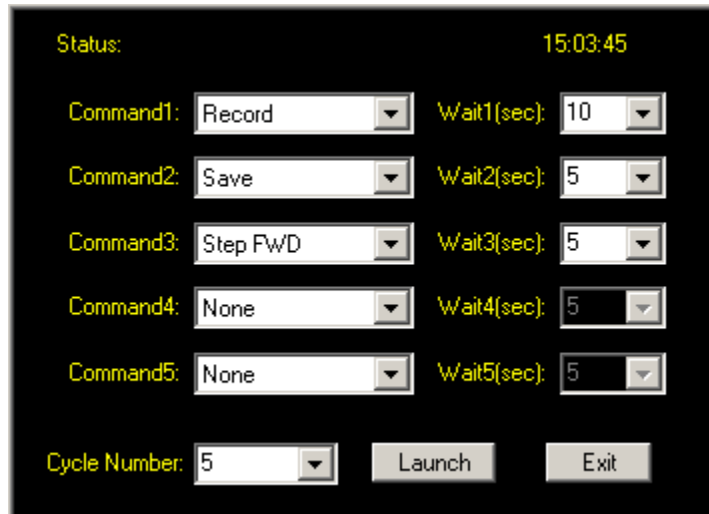 Status: 15:03:45
Command1: Record Wait1(sec): 10
Command2: Save Wait2(sec): 5
Command3: Step FWD Wait3(sec): 5
Command4: None Wait4(sec): 5
Command5: None Wait5(sec): 5
Cycle Number: 5 Launch Exit